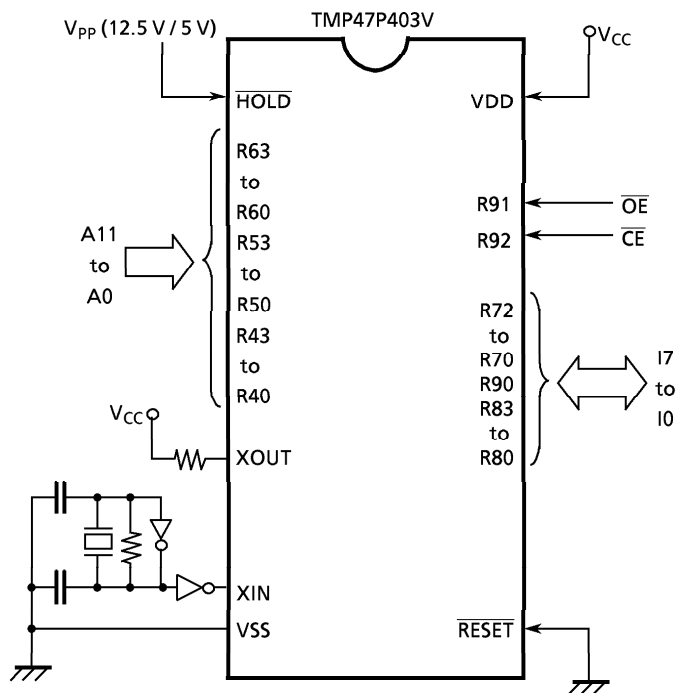 TMP47P403V
VPP (12.5 V / 5 V)
VCC
HOLD
VDD
R63
to
R60
R53
to
R50
R43
to
R40
A11
to
A0
R91
OE
R92
CE
R72
to
R70
R90
R83
to
R80
I7
to
I0
VCC
XOUT
XIN
VSS
RESET